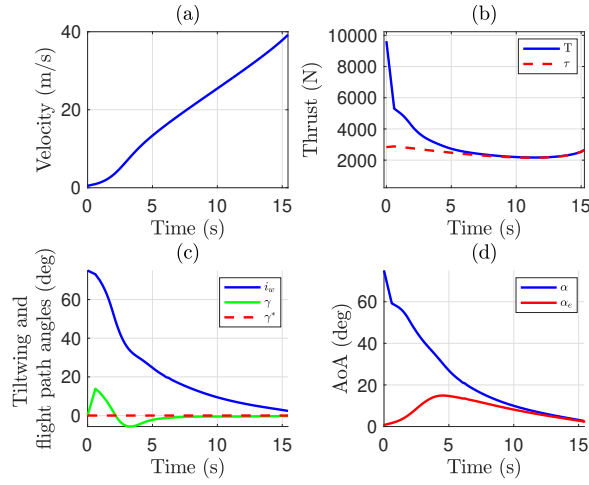 (a)
40
20
0
0
5
10
15
Velocity (m/s)
Time (s)
(b)
10000
8000
6000
4000
2000
0
5
10
15
Thrust (N)
Time (s)
T
τ
(c)
60
40
20
0
0
5
10
15
Tiltwing and
flight path angles (deg)
Time (s)
i_w
γ
γ*
(d)
60
40
20
0
0
5
10
15
AoA (deg)
Time (s)
α
α_e